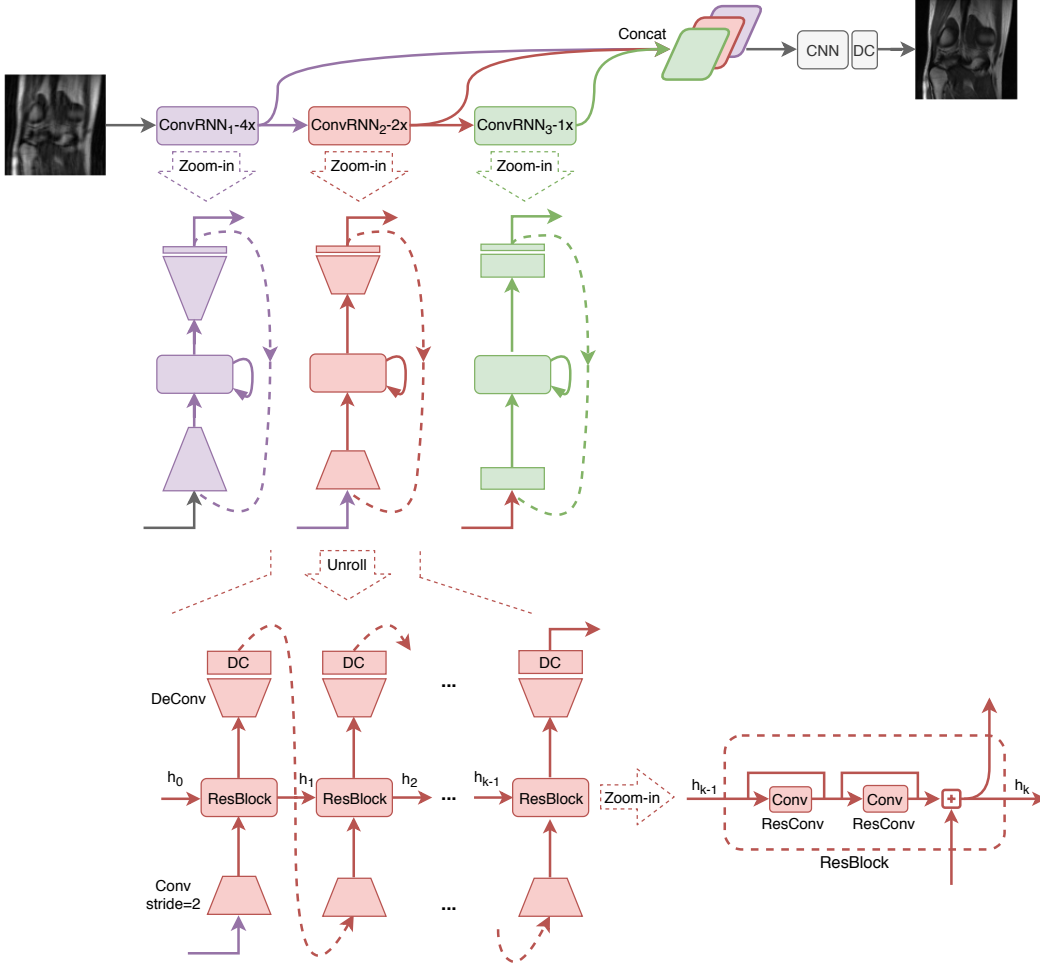 Concat
CNN
DC
ConvRNN1-4x
ConvRNN2-2x
ConvRNN3-1x
Zoom-in
Zoom-in
Zoom-in
Unroll
DC
DC
...
DC
DeConv
h0
h1
h2
...
hk-1
ResBlock
ResBlock
ResBlock
Zoom-in
hk-1
Conv
Conv
+
hk
ResConv
ResConv
ResBlock
Conv
stride=2
...